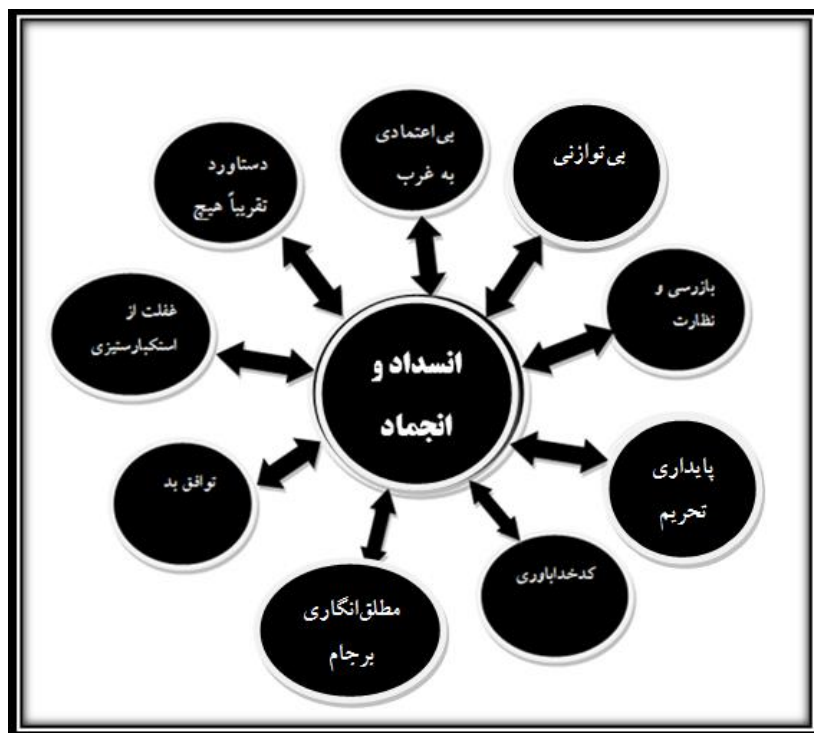 بی‌اعتمادی
به غرب
بی‌توازنی
بازرسی و
نظارت
پایداری
تحریم
کدخداباوری
مطلق‌انگاری
برجام
توافق بد
غفلت از
استکبارستیزی
دستاورد
تقریباً هیچ
انسداد و
انجماد